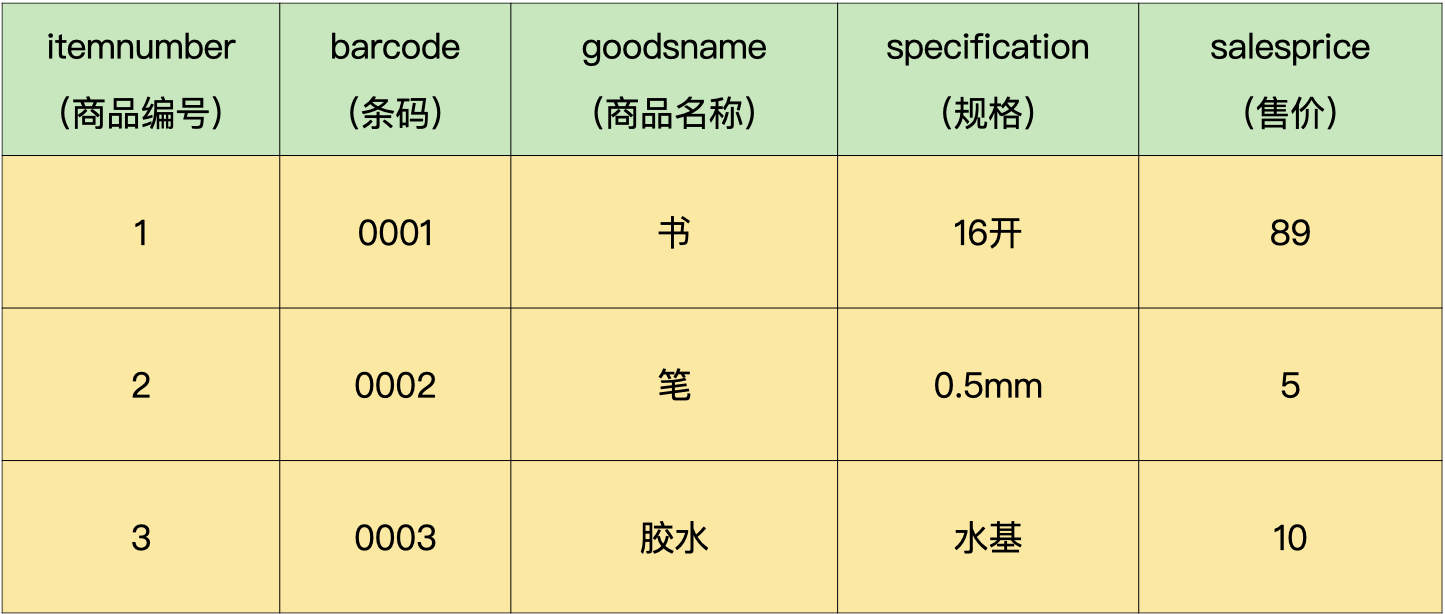 itemnumber barcode goodsname specification salesprice
（商品编号） （条码） （商品名称） （规格） （售价）
1 0001 书 16开 89
2 0002 笔 0.5mm 5
3 0003 胶水 水基 10